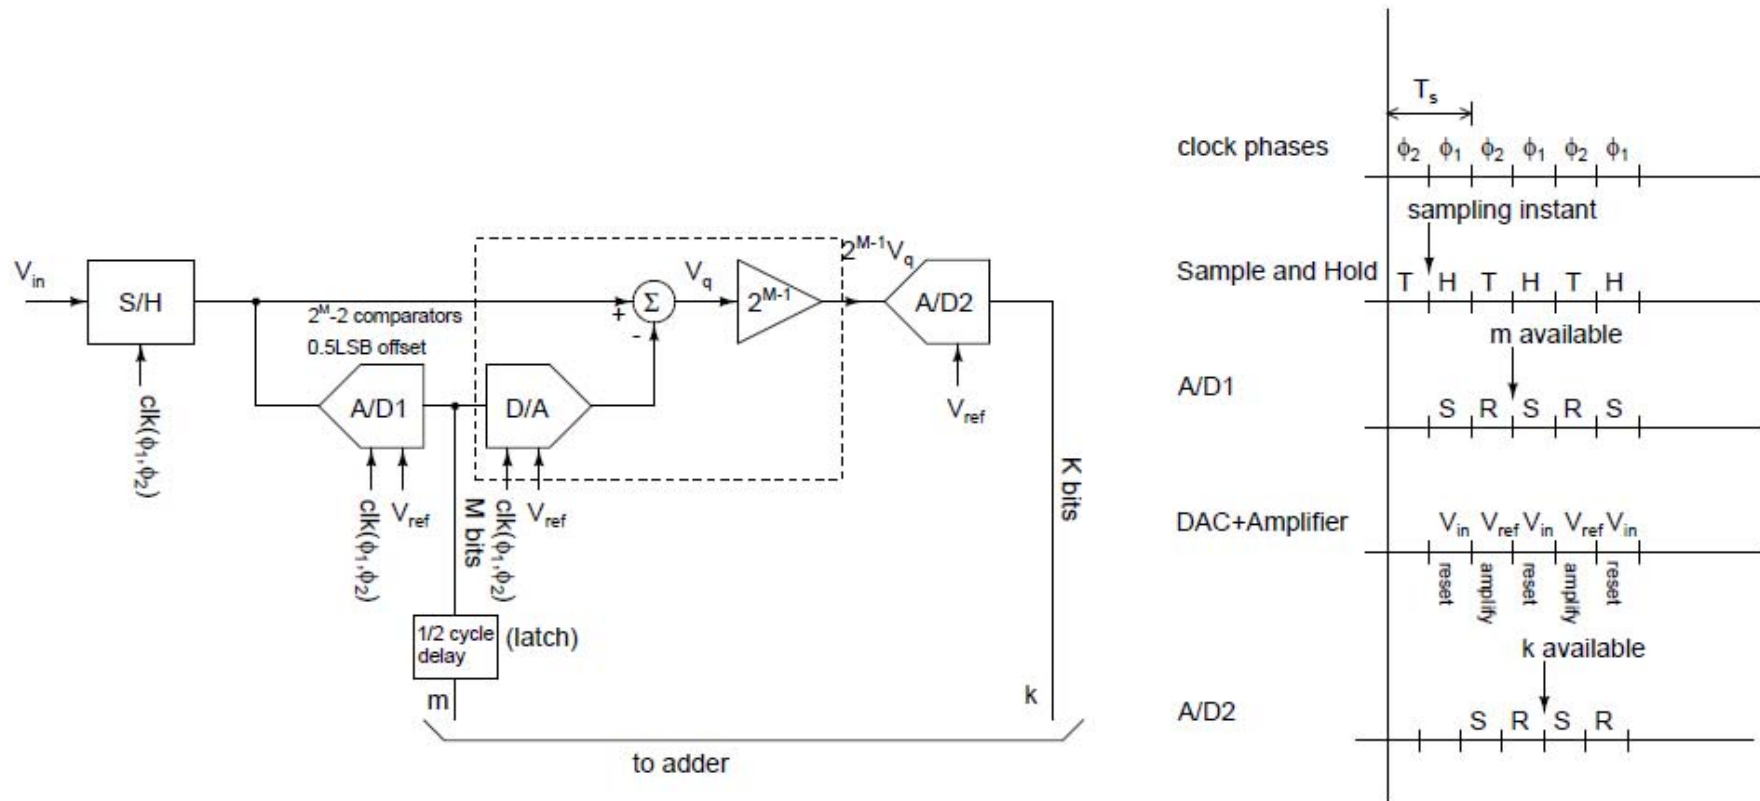 V_in
S/H
clk(ϕ₁,ϕ₂)
2^M-2 comparators
0.5LSB offset
A/D1
clk(ϕ₁,ϕ₂)
V_ref
M bits
D/A
clk(ϕ₁,ϕ₂)
V_ref
+
Σ
-
V_q
2^{M-1}
2^{M-1}V_q
A/D2
V_ref
K bits
1/2 cycle
delay
(latch)
m
k
to adder
T_s
clock phases ϕ₂ ϕ₁ ϕ₂ ϕ₁ ϕ₂ ϕ₁
sampling instant
Sample and Hold T H T H T H
m available
A/D1 S R S R S
DAC+Amplifier V_in V_ref V_in V_ref V_in
reset amplify reset amplify reset
k available
A/D2 S R S R